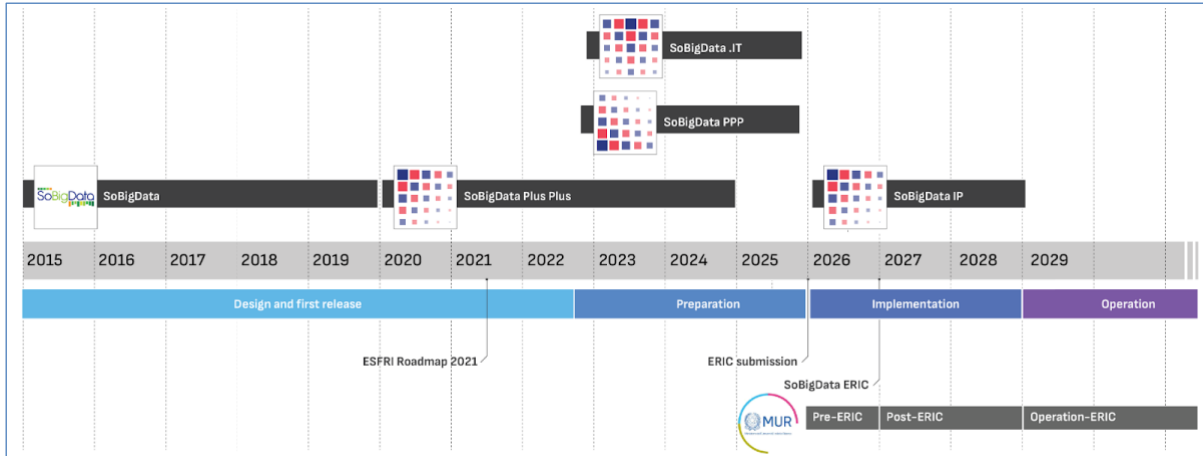 SoBigData .IT
SoBigData PPP
SoBigData
SoBigData
SoBigData Plus Plus
SoBigData IP
2015
2016
2017
2018
2019
2020
2021
2022
2023
2024
2025
2026
2027
2028
2029
Design and first release
Preparation
Implementation
Operation
ESFRI Roadmap 2021
ERIC submission
SoBigData ERIC
MUR
Pre-ERIC
Post-ERIC
Operation-ERIC